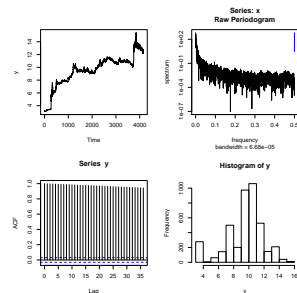 Series: x
Raw Periodogram
y
4 6 8 10 12 14
0 1000 2000 3000 4000
Time
spectrum
1e-07 1e-04 1e-01 1e+02
0.0 0.1 0.2 0.3 0.4 0.5
frequency
bandwidth = 6.68e-05
Series y
ACF
0.0 0.2 0.4 0.6 0.8 1.0
0 5 10 15 20 25 30 35
Lag
Histogram of y
Frequency
0 200 600 1000
4 6 8 10 12 14 16
y